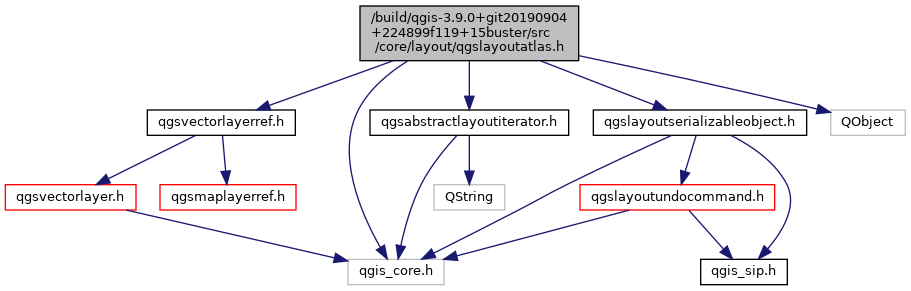 /build/qgis-3.9.0+git20190904
+224899f119+15buster/src
/core/layout/qgslayoutatlas.h
qgsvectorlayerref.h
qgsabstractlayoutiterator.h
qgslayoutserializableobject.h
QObject
qgsvectorlayer.h
qgsmaplayerref.h
QString
qgslayoutundocommand.h
qgis_core.h
qgis_sip.h